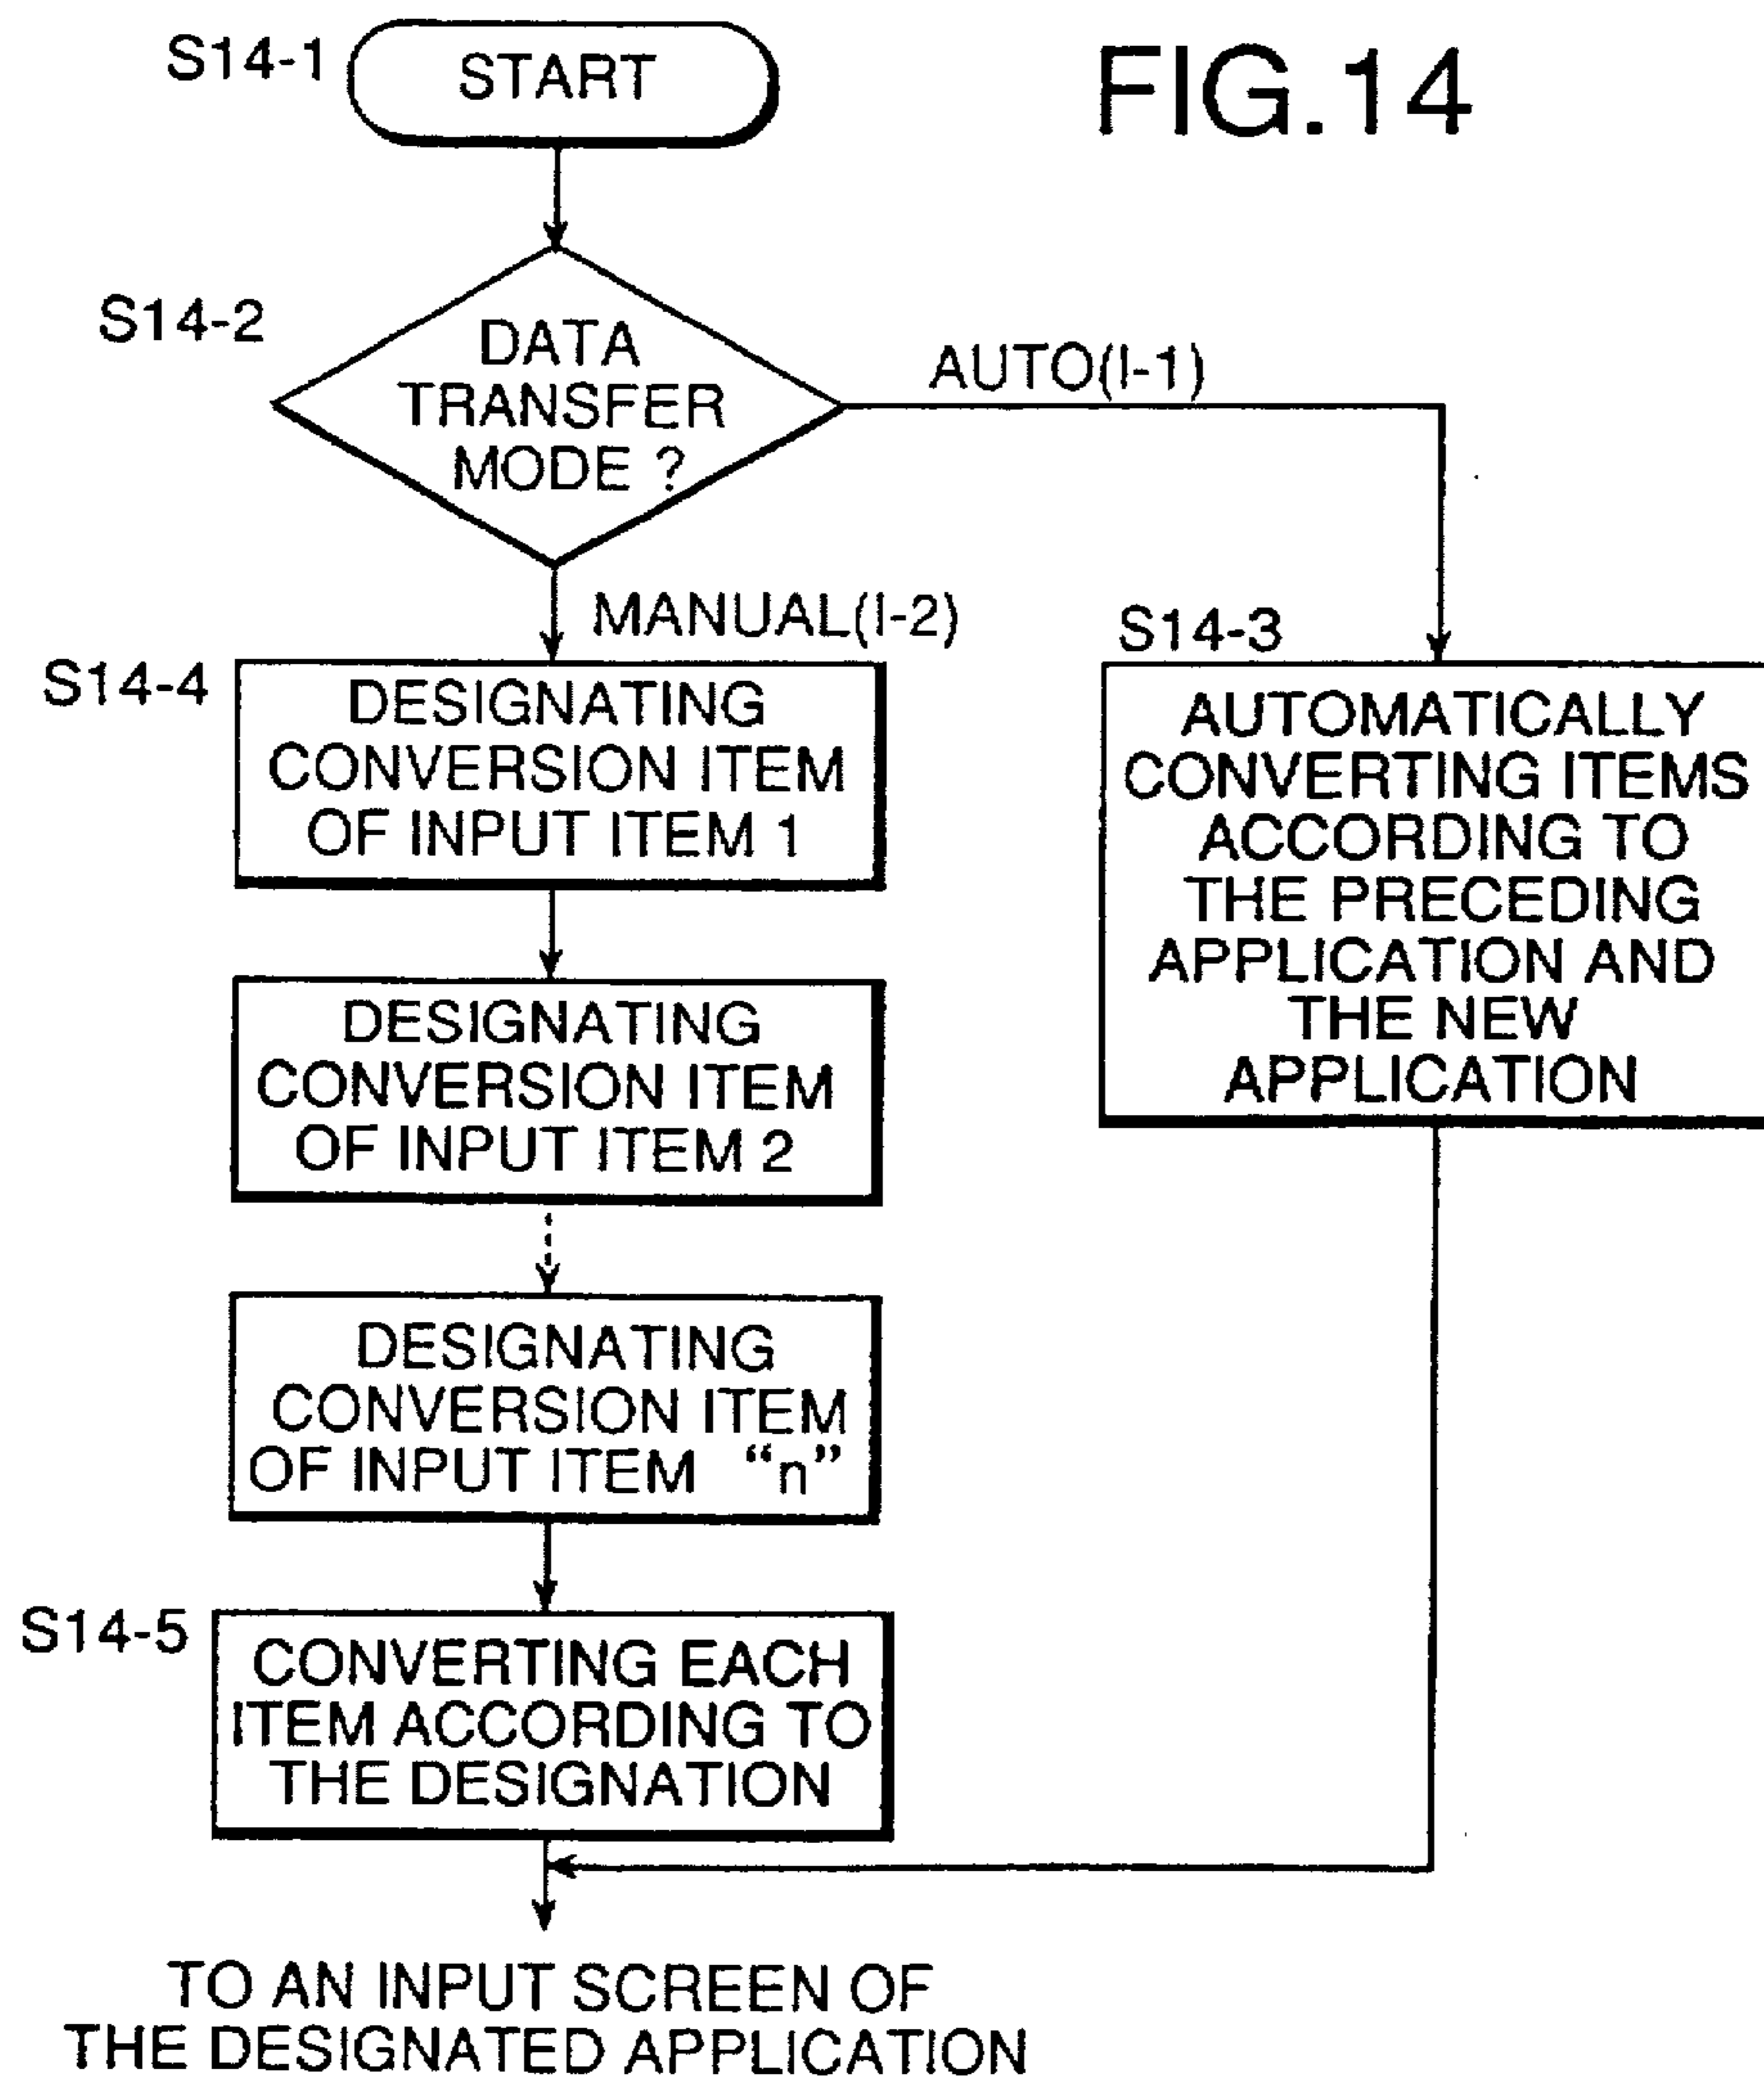 FIG.14
S14-1
START
S14-2
DATA
TRANSFER
MODE ?
AUTO(I-1)
MANUAL(I-2)
S14-3
AUTOMATICALLY
CONVERTING ITEMS
ACCORDING TO
THE PRECEDING
APPLICATION AND
THE NEW
APPLICATION
S14-4
DESIGNATING
CONVERSION ITEM
OF INPUT ITEM 1
DESIGNATING
CONVERSION ITEM
OF INPUT ITEM 2
DESIGNATING
CONVERSION ITEM
OF INPUT ITEM “n”
S14-5
CONVERTING EACH
ITEM ACCORDING TO
THE DESIGNATION
TO AN INPUT SCREEN OF
THE DESIGNATED APPLICATION